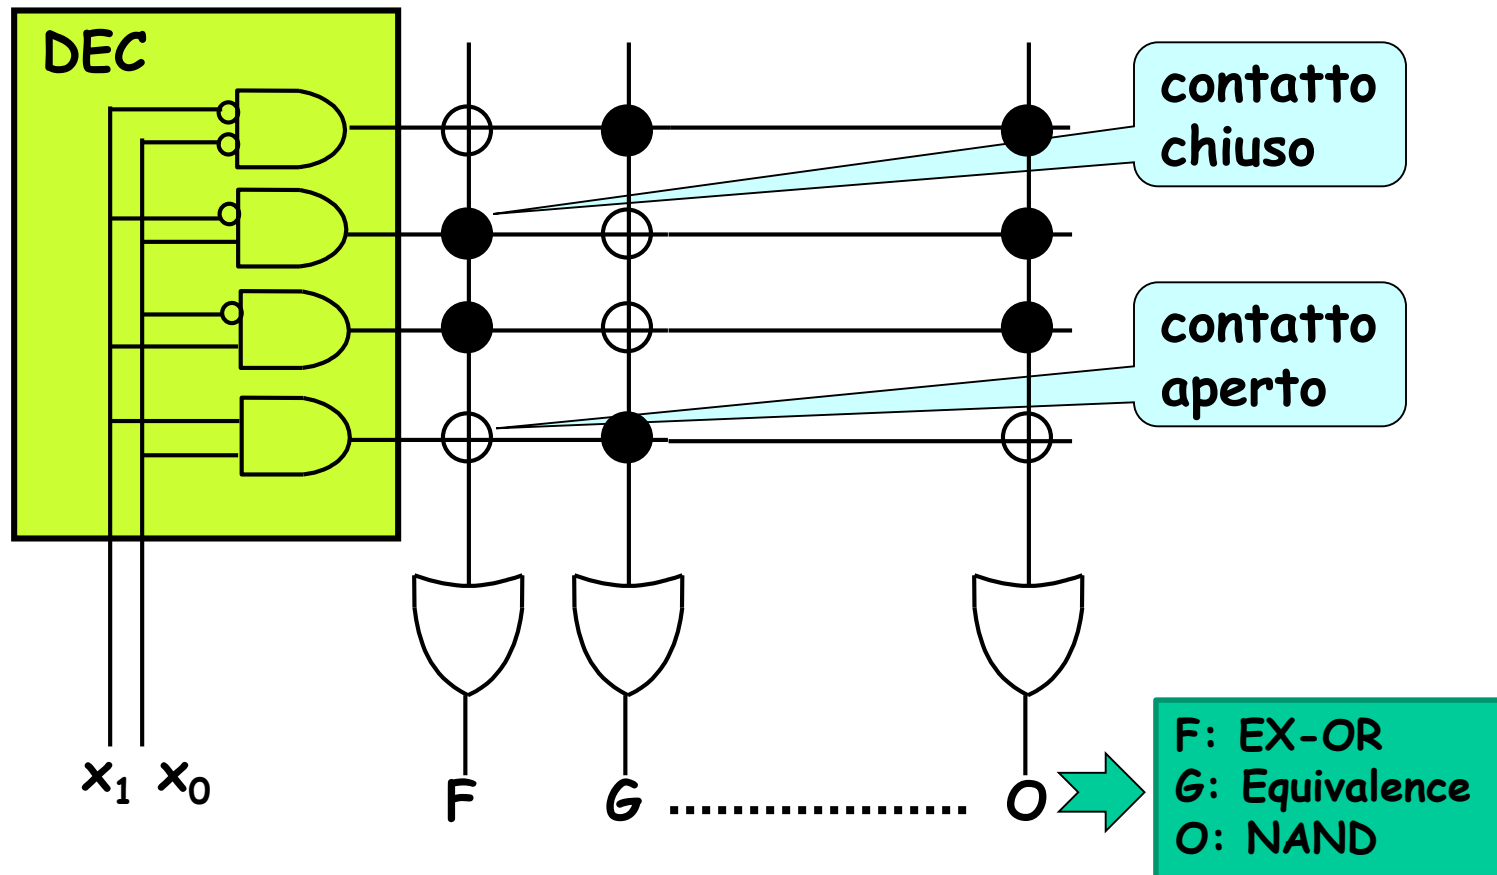 DEC
contatto
chiuso
contatto
aperto
x1 x0
F G ................... O
F: EX-OR
G: Equivalence
O: NAND